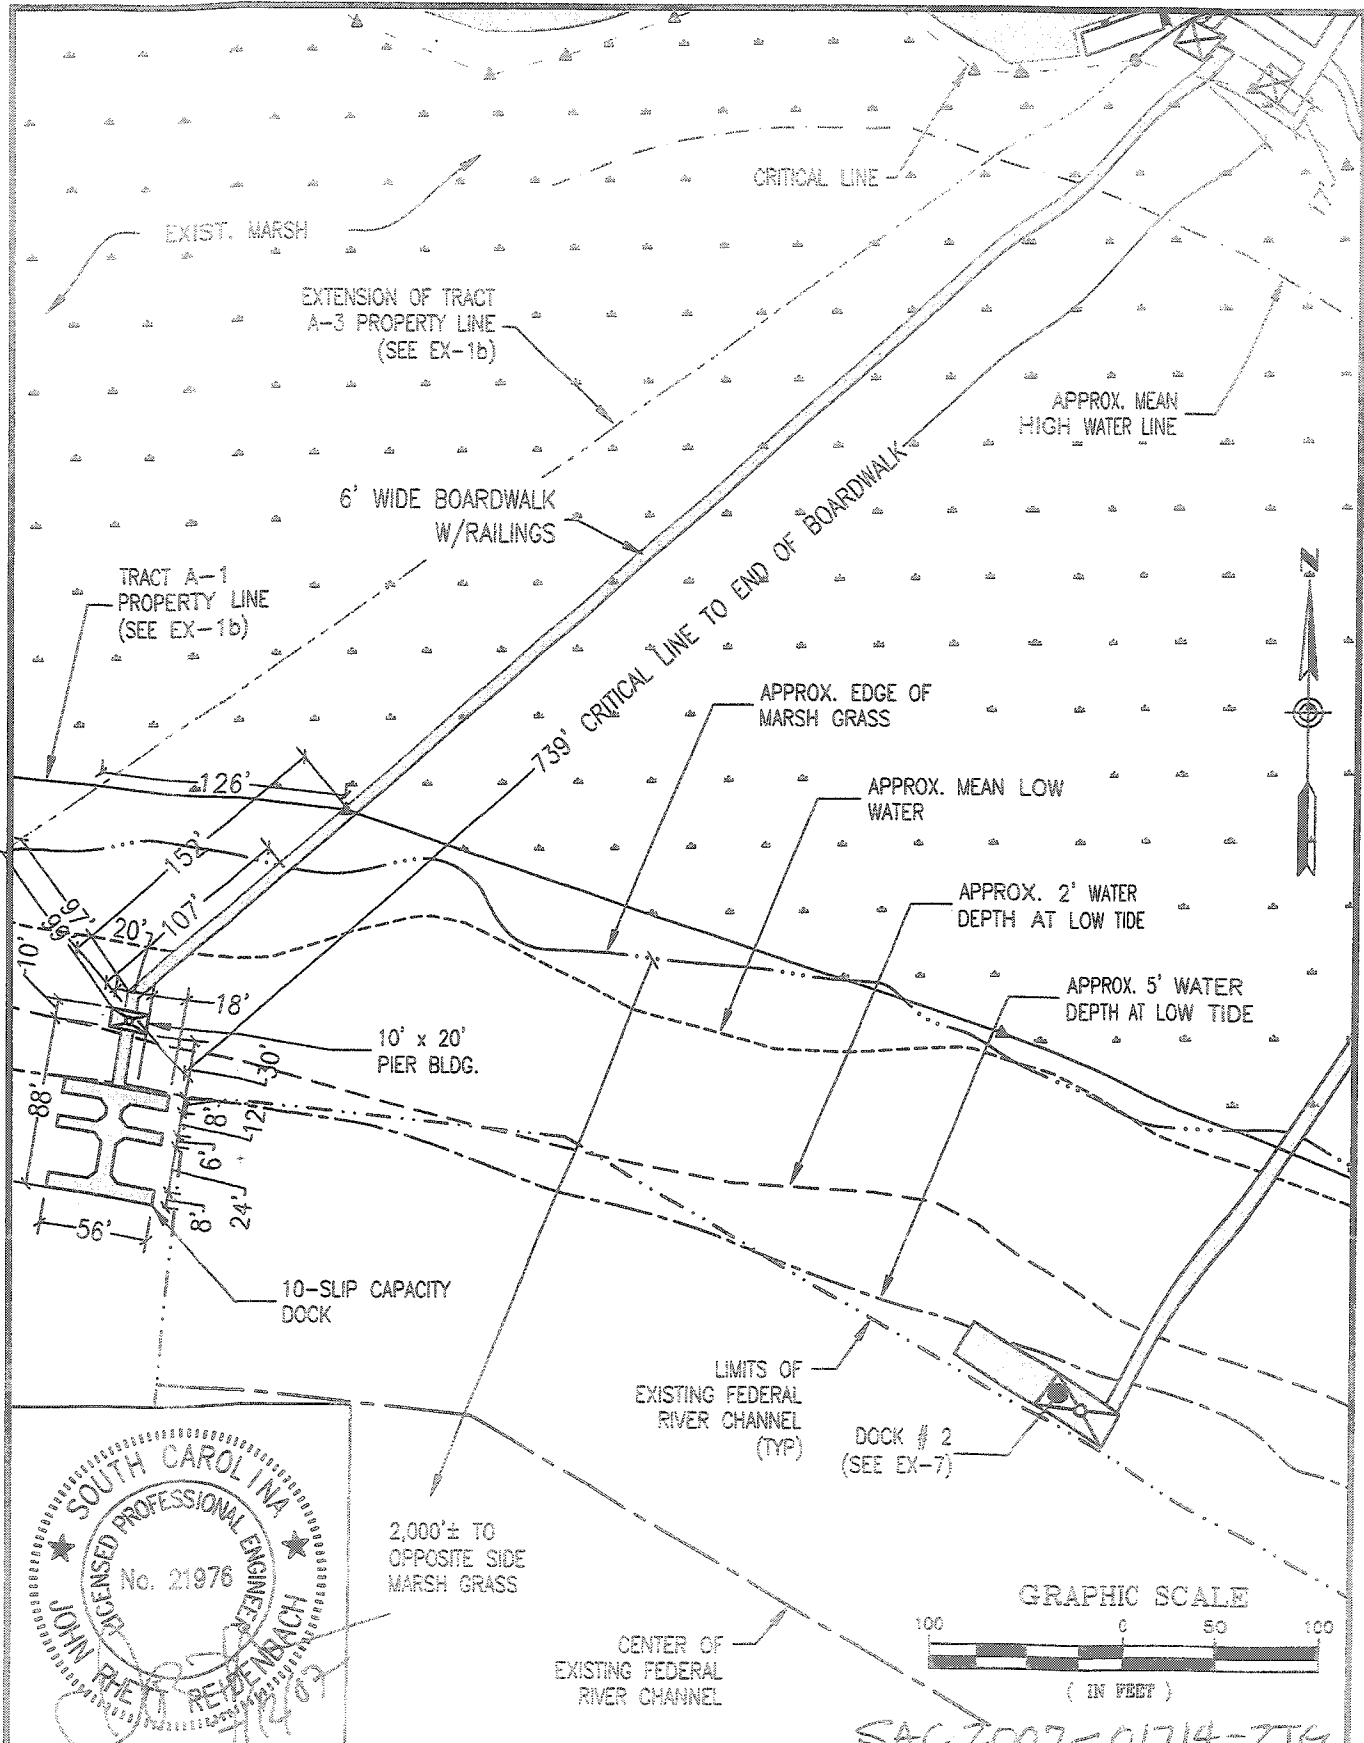 CRITICAL LINE
17'
EXIST. MARSH
EXTENSION OF TRACT
A-3 PROPERTY LINE
(SEE EX-1b)
APPROX. MEAN
HIGH WATER LINE
6' WIDE BOARDWALK
W/RAILINGS
739' CRITICAL LINE TO END OF BOARDWALK
N
TRACT A-1
PROPERTY LINE
(SEE EX-1b)
APPROX. EDGE OF
MARSH GRASS
126'
APPROX. MEAN LOW
WATER
152'
107'
97'
99'
20'
10'
APPROX. 2' WATER
DEPTH AT LOW TIDE
APPROX. 5' WATER
DEPTH AT LOW TIDE
18'
10' x 20'
PIER BLDG.
30'
88'
8'
12'
6'
24'
8'
56'
10-SLIP CAPACITY
DOCK
LIMITS OF
EXISTING FEDERAL
RIVER CHANNEL
(TYP)
DOCK # 2
(SEE EX-7)
SOUTH CAROLINA
LICENSED PROFESSIONAL ENGINEER
No. 21976
JOHN RHETT REYDENBACH
2,000'± TO
OPPOSITE SIDE
MARSH GRASS
CENTER OF
EXISTING FEDERAL
RIVER CHANNEL
GRAPHIC SCALE
100 0 50 100
( IN FEET )